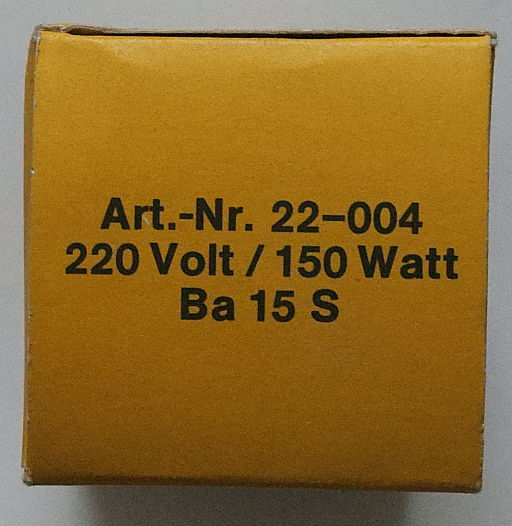 Art.-Nr. 22-004
220 Volt / 150 Watt
Ba 15 S